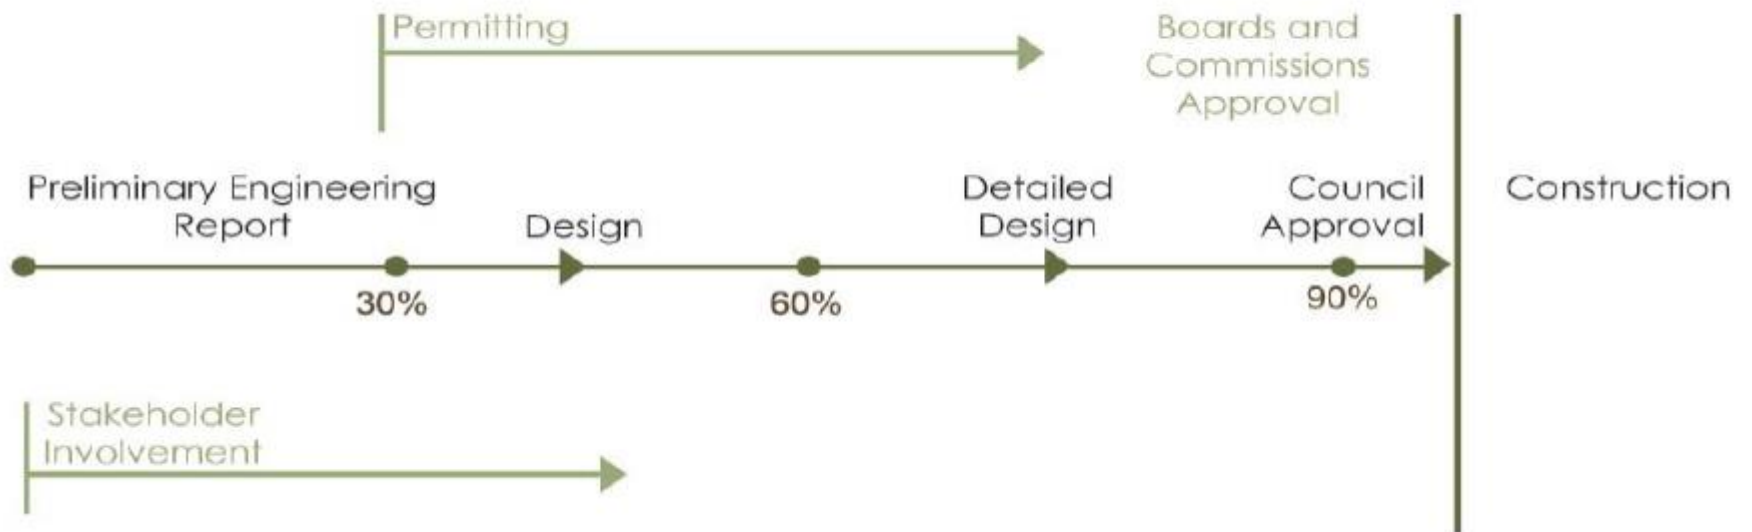 Permitting
Boards and
Commissions
Approval
Preliminary Engineering
Report
Design
Detailed
Design
Council
Approval
Construction
30%
60%
90%
Stakeholder
Involvement